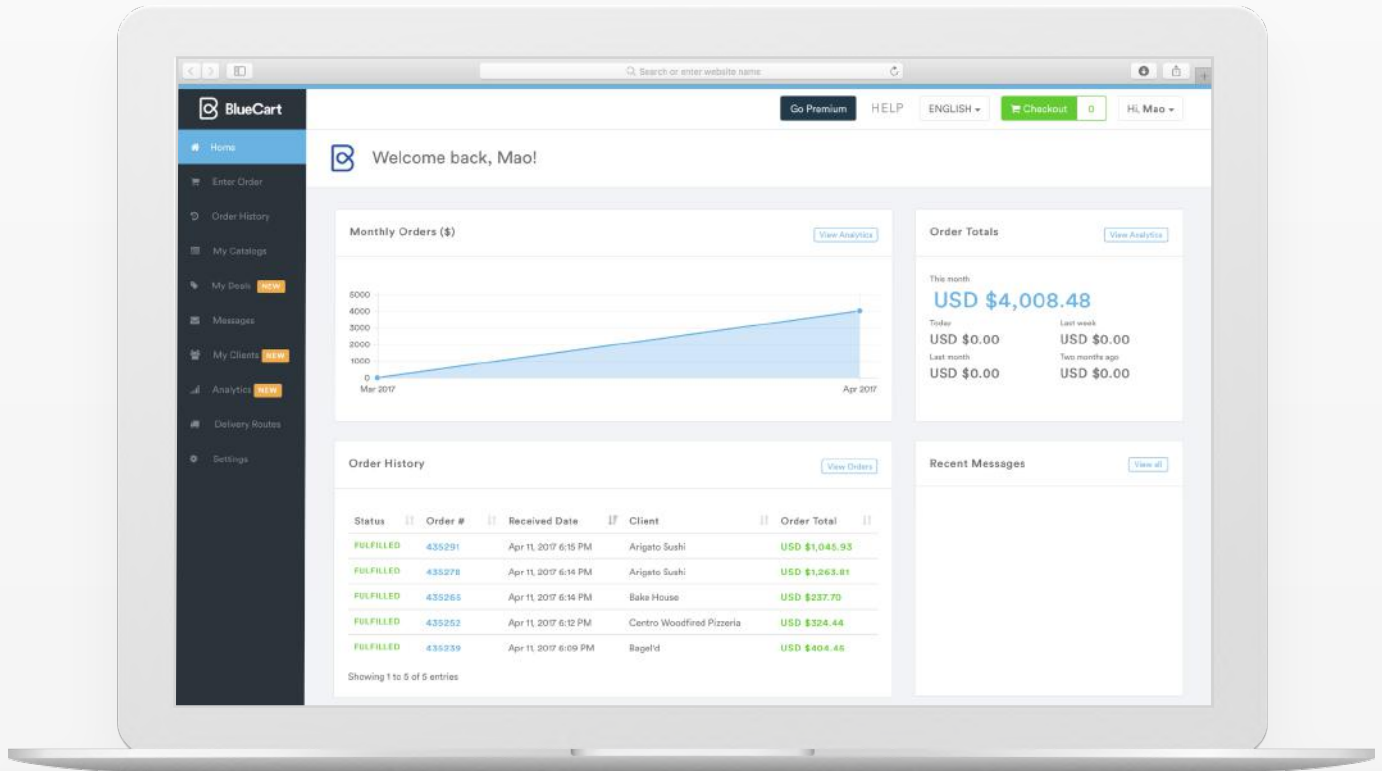 Search or enter website name
BlueCart
Go Premium HELP ENGLISH Checkout 0 Hi, Mao
Home
Welcome back, Mao!
Enter Order
Order History
My Catalogs
My Deals NEW
Messages
My Clients NEW
Analytics NEW
Delivery Routes
Settings
Monthly Orders ($) View Analytics
5000
4000
3000
2000
1000
0
Mar 2017 Apr 2017
Order Totals View Analytics
This month
USD $4,008.48
Today Last week
USD $0.00 USD $0.00
Last month Two months ago
USD $0.00 USD $0.00
Order History View Orders
Status Order # Received Date Client Order Total
FULFILLED 435291 Apr 11, 2017 6:15 PM Arigato Sushi USD $1,045.93
FULFILLED 435278 Apr 11, 2017 6:14 PM Arigato Sushi USD $1,263.81
FULFILLED 435265 Apr 11, 2017 6:14 PM Bake House USD $237.70
FULFILLED 435252 Apr 11, 2017 6:12 PM Centro Woodfired Pizzeria USD $324.44
FULFILLED 435239 Apr 11, 2017 6:09 PM Bagel'd USD $404.45
Showing 1 to 5 of 5 entries
Recent Messages View all